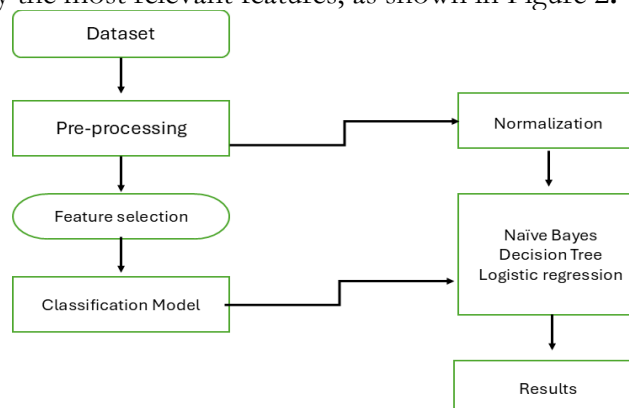 the most relevant features, as shown in Figure 2.
Dataset
Pre-processing
Normalization
Feature selection
Naïve Bayes
Decision Tree
Logistic regression
Classification Model
Results